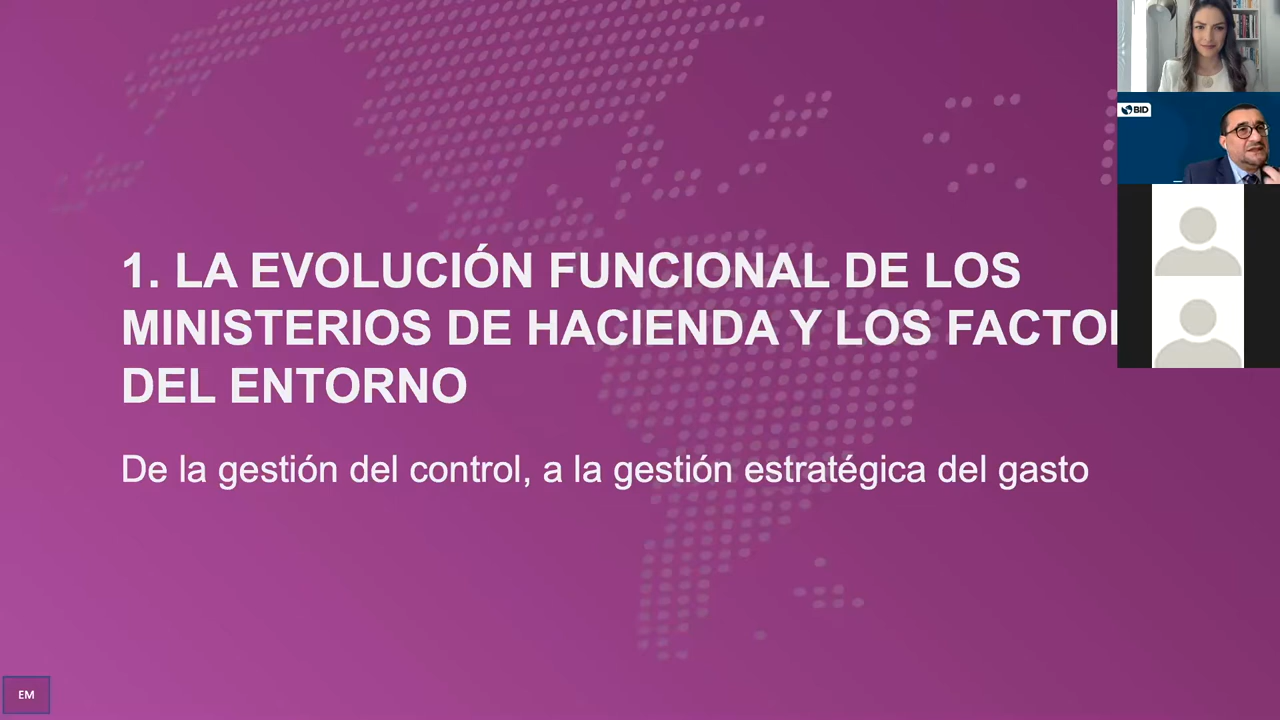 BID
1. LA EVOLUCIÓN FUNCIONAL DE LOS
MINISTERIOS DE HACIENDA Y LOS
DEL ENTORNO
De la gestión del control, a la gestión estratégica del gasto
EM